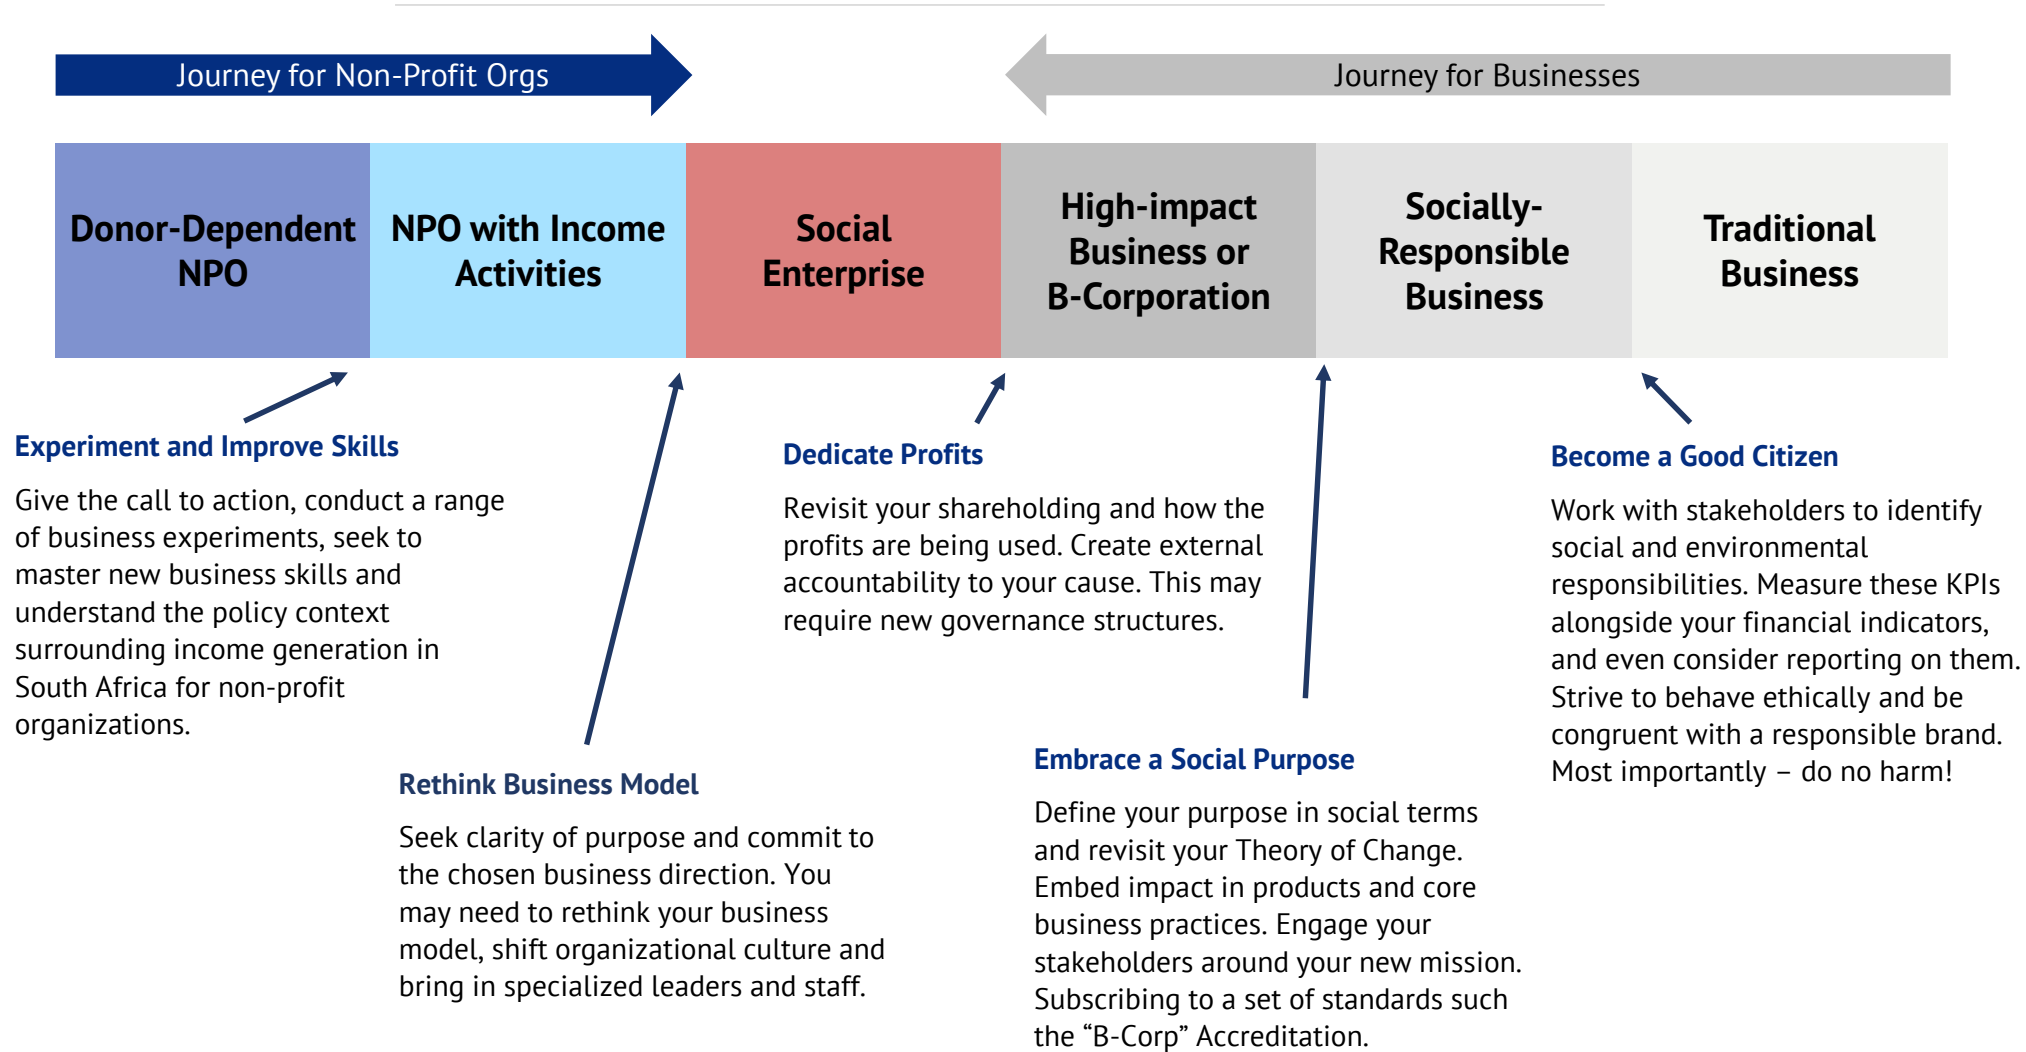 Journey for Non-Profit Orgs
Journey for Businesses
Donor-Dependent
NPO
NPO with Income
Activities
Social
Enterprise
High-impact
Business or
B-Corporation
Socially-
Responsible
Business
Traditional
Business
Experiment and Improve Skills
Give the call to action, conduct a range
of business experiments, seek to
master new business skills and
understand the policy context
surrounding income generation in
South Africa for non-profit
organizations.
Rethink Business Model
Seek clarity of purpose and commit to
the chosen business direction. You
may need to rethink your business
model, shift organizational culture and
bring in specialized leaders and staff.
Dedicate Profits
Revisit your shareholding and how the
profits are being used. Create external
accountability to your cause. This may
require new governance structures.
Embrace a Social Purpose
Define your purpose in social terms
and revisit your Theory of Change.
Embed impact in products and core
business practices. Engage your
stakeholders around your new mission.
Subscribing to a set of standards such
the “B-Corp” Accreditation.
Become a Good Citizen
Work with stakeholders to identify
social and environmental
responsibilities. Measure these KPIs
alongside your financial indicators,
and even consider reporting on them.
Strive to behave ethically and be
congruent with a responsible brand.
Most importantly – do no harm!